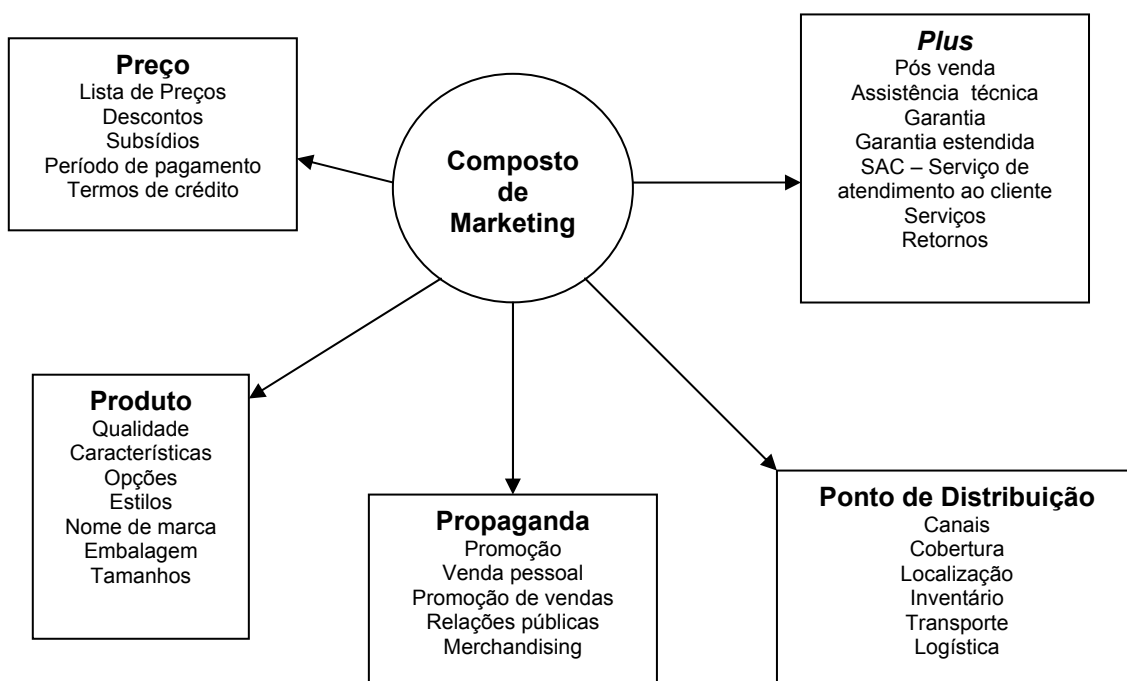 Preço
Lista de Preços
Descontos
Subsídios
Período de pagamento
Termos de crédito
Composto
de
Marketing
Plus
Pós venda
Assistência técnica
Garantia
Garantia estendida
SAC – Serviço de
atendimento ao cliente
Serviços
Retornos
Produto
Qualidade
Características
Opções
Estilos
Nome de marca
Embalagem
Tamanhos
Propaganda
Promoção
Venda pessoal
Promoção de vendas
Relações públicas
Merchandising
Ponto de Distribuição
Canais
Cobertura
Localização
Inventário
Transporte
Logística